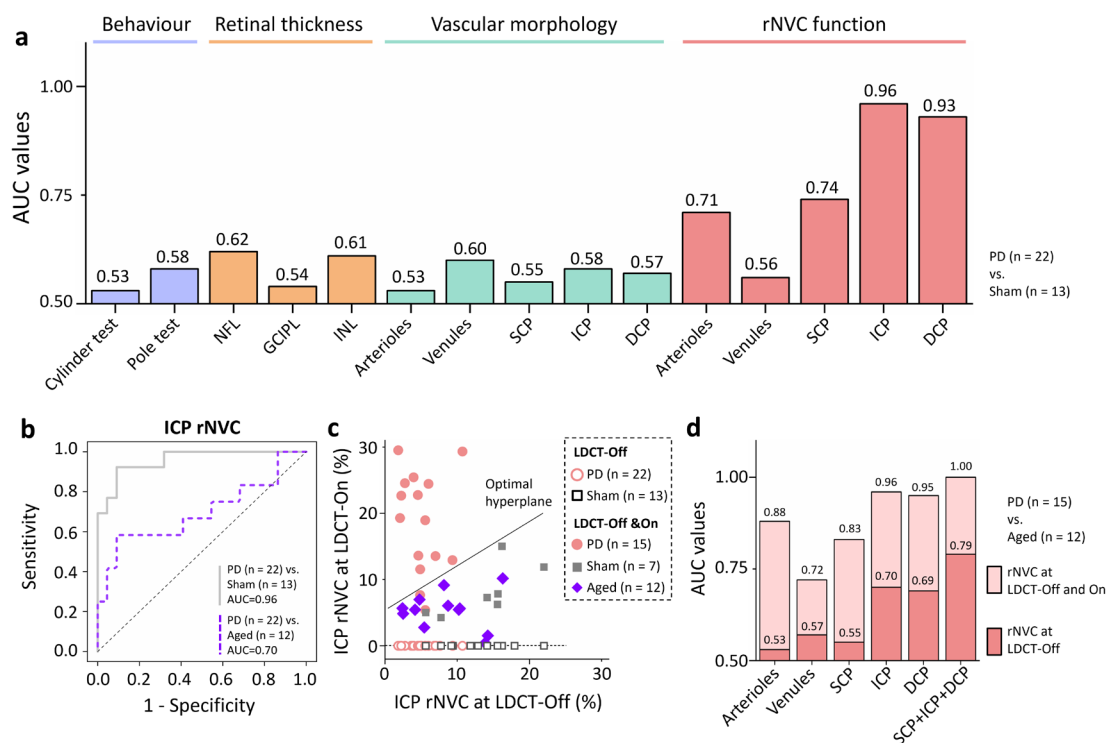 a
Behaviour Retinal thickness Vascular morphology rNVC function
AUC values
1.00
0.75
0.50
0.53
0.58
0.62
0.54
0.61
0.53
0.60
0.55
0.58
0.57
0.71
0.56
0.74
0.96
0.93
Cylinder test
Pole test
NFL
GCIPL
INL
Arterioles
Venules
SCP
ICP
DCP
Arterioles
Venules
SCP
ICP
DCP
PD (n = 22)
vs.
Sham (n = 13)
b
ICP rNVC
Sensitivity
1.0
0.8
0.6
0.4
0.2
0.0
PD (n = 22) vs.
Sham (n = 13)
AUC=0.96
PD (n = 22) vs.
Aged (n = 12)
AUC=0.70
0.0 0.2 0.4 0.6 0.8 1.0
1 - Specificity
c
ICP rNVC at LDCT-On (%)
30
20
10
0
Optimal
hyperplane
0 10 20 30
ICP rNVC at LDCT-Off (%)
LDCT-Off
PD (n = 22)
Sham (n = 13)
LDCT-Off &On
PD (n = 15)
Sham (n = 7)
Aged (n = 12)
d
AUC values
1.00
0.75
0.50
0.88
0.53
0.72
0.57
0.83
0.55
0.96
0.70
0.95
0.69
1.00
0.79
Arterioles
Venules
SCP
ICP
DCP
SCP+ICP+DCP
PD (n = 15)
vs.
Aged (n = 12)
rNVC at
LDCT-Off and On
rNVC at
LDCT-Off